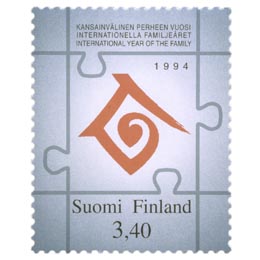 KANSAINVÄLINEN PERHEEN VUOSI
INTERNATIONELLA FAMILJEÅRET
INTERNATIONAL YEAR OF THE FAMILY
1994
Suomi Finland
3,40